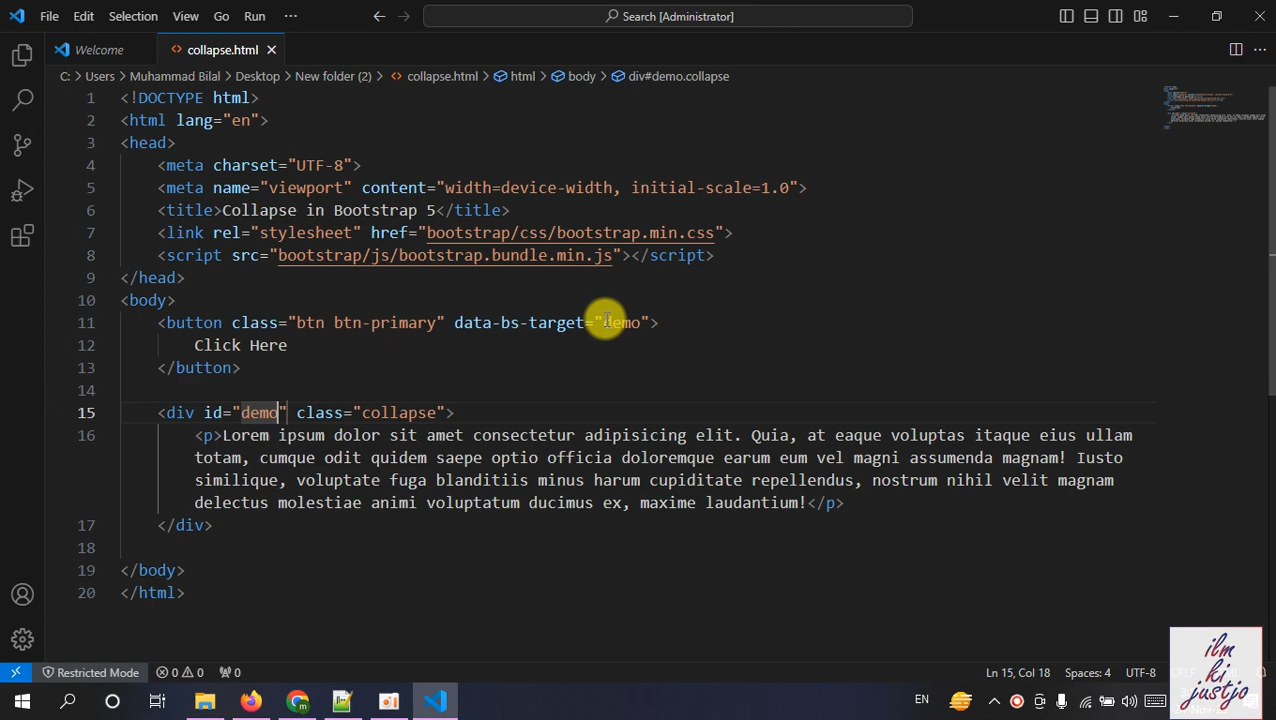 File Edit Selection View Go Run ··· Search [Administrator]
Welcome collapse.html
C: > Users > Muhammad Bilal > Desktop > New folder (2) > collapse.html > html > body > div#demo.collapse
1 <!DOCTYPE html>
2 <html lang="en">
3 <head>
4 <meta charset="UTF-8">
5 <meta name="viewport" content="width=device-width, initial-scale=1.0">
6 <title>Collapse in Bootstrap 5</title>
7 <link rel="stylesheet" href="bootstrap/css/bootstrap.min.css">
8 <script src="bootstrap/js/bootstrap.bundle.min.js"></script>
9 </head>
10 <body>
11 <button class="btn btn-primary" data-bs-target="demo">
12 Click Here
13 </button>
14
15 <div id="demo" class="collapse">
16 <p>Lorem ipsum dolor sit amet consectetur adipisicing elit. Quia, at eaque voluptas itaque eius ullam
totam, cumque odit quidem saepe optio officia doloremque earum eum vel magni assumenda magnam! Iusto
similique, voluptate fuga blanditiis minus harum cupiditate repellendus, nostrum nihil velit magnam
delectus molestiae animi voluptatum ducimus ex, maxime laudantium!</p>
17 </div>
18
19 </body>
20 </html>
Restricted Mode 0 0 0 Ln 15, Col 18 Spaces: 4 UTF-8
EN
ilm
ki
justjo